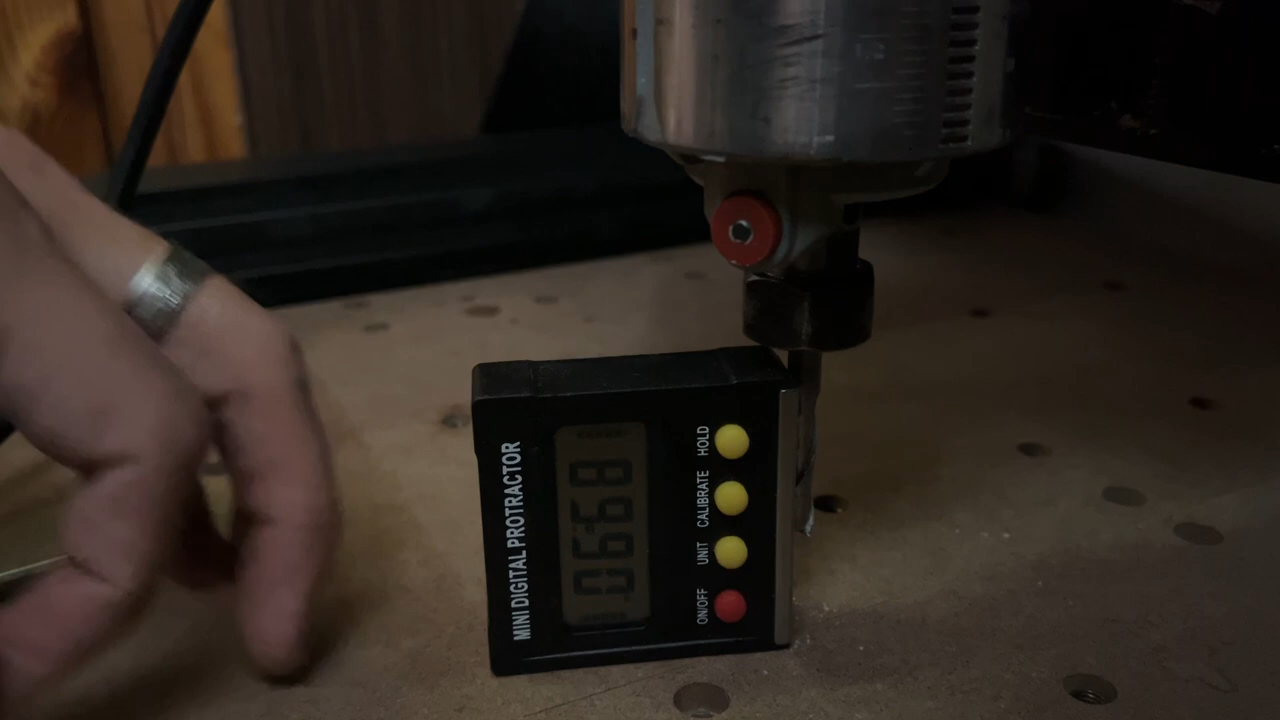 MINI DIGITAL PROTRACTOR
HOLD
CALIBRATE
UNIT
ON/OFF